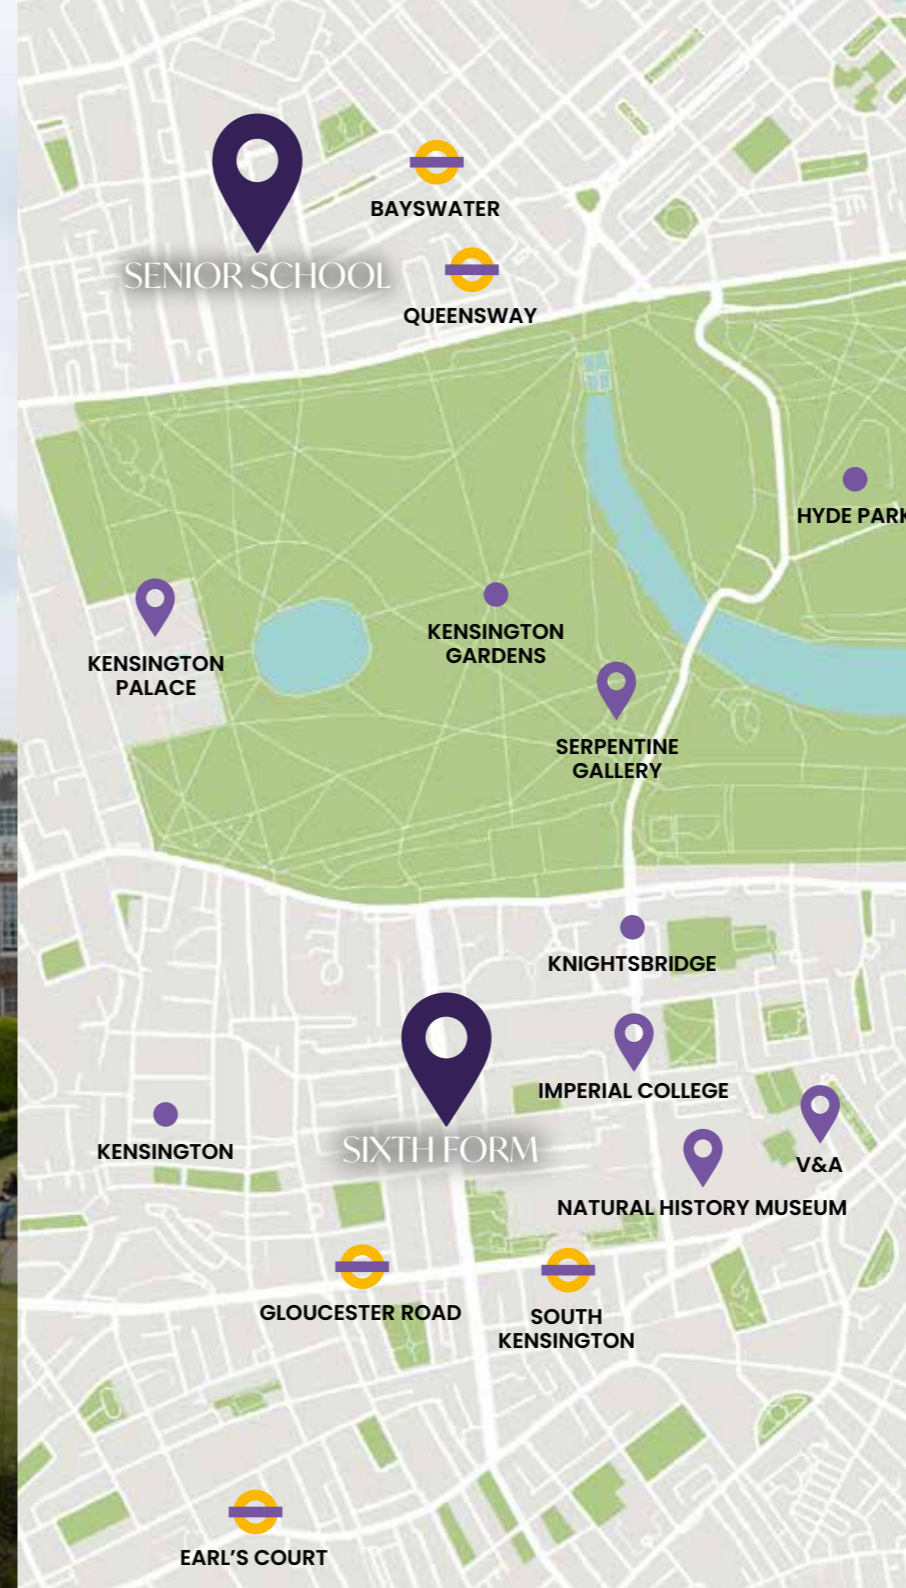 BAYSWATER
SENIOR SCHOOL
QUEENSWAY
HYDE PARK
KENSINGTON
GARDENS
KENSINGTON
PALACE
SERPENTINE
GALLERY
KNIGHTSBRIDGE
IMPERIAL COLLEGE
KENSINGTON
SIXTH FORM
V&A
NATURAL HISTORY MUSEUM
GLOUCESTER ROAD
SOUTH
KENSINGTON
EARL'S COURT